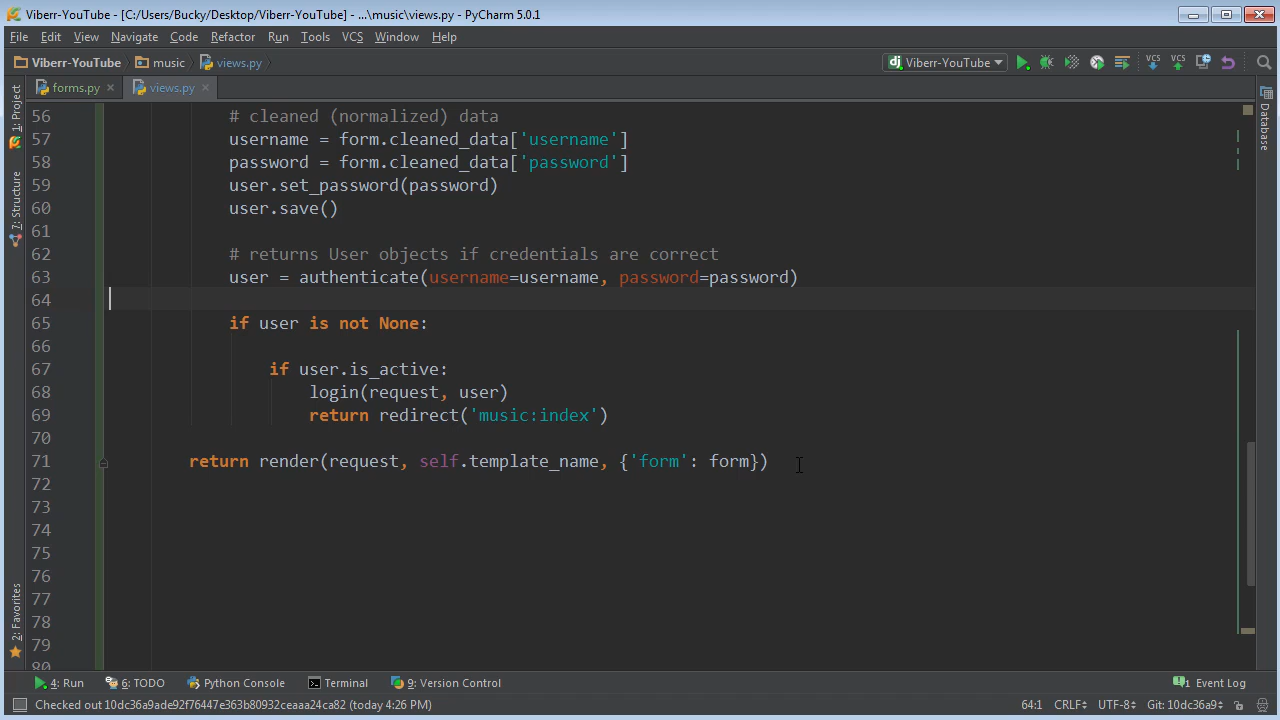 Viberr-YouTube - [C:/Users/Bucky/Desktop/Viberr-YouTube] - ...\music\views.py - PyCharm 5.0.1
File Edit View Navigate Code Refactor Run Tools VCS Window Help
Viberr-YouTube music views.py Viberr-YouTube VCS VCS
forms.py views.py
1: Project
7: Structure
2: Favorites
Database
56 # cleaned (normalized) data
57 username = form.cleaned_data['username']
58 password = form.cleaned_data['password']
59 user.set_password(password)
60 user.save()
61
62 # returns User objects if credentials are correct
63 user = authenticate(username=username, password=password)
64
65 if user is not None:
66
67 if user.is_active:
68 login(request, user)
69 return redirect('music:index')
70
71 return render(request, self.template_name, {'form': form})
72
73
74
75
76
77
78
79
80
4: Run 6: TODO Python Console Terminal 9: Version Control 1 Event Log
Checked out 10dc36a9ade92f76447e363b80932ceaaa24ca82 (today 4:26 PM) 64:1 CRLF UTF-8 Git: 10dc36a9